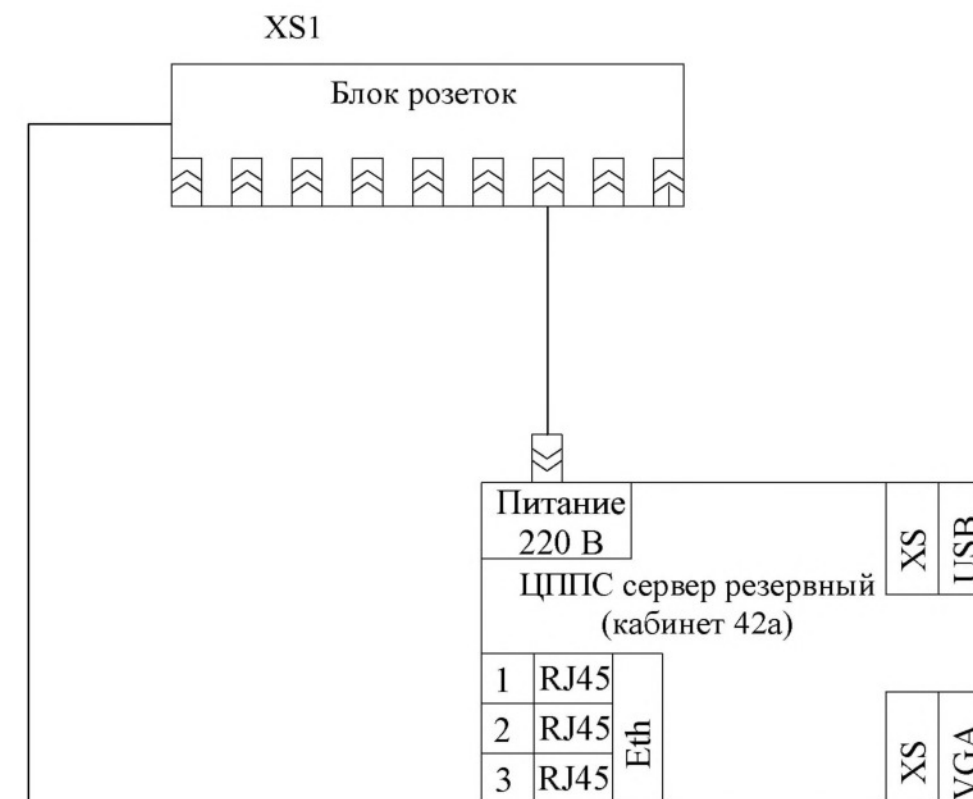 XS1
Блок розеток
Питание
220 В
XS
USB
ЦППС сервер резервный
(кабинет 42а)
1 RJ45
2 RJ45
3 RJ45
Eth
XS
VGA